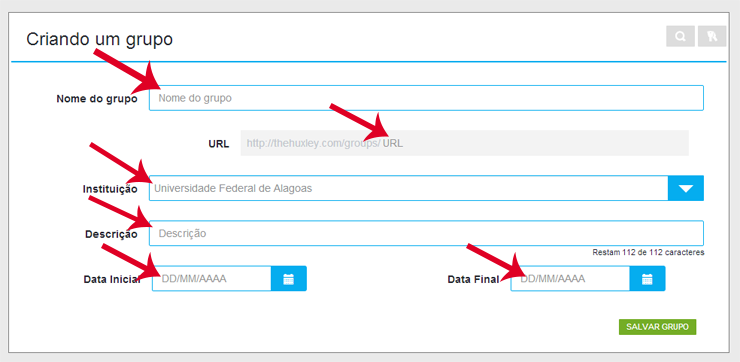 Criando um grupo
Nome do grupo Nome do grupo
URL http://thehuxley.com/groups/ URL
Instituição Universidade Federal de Alagoas
Descrição Descrição
Restam 112 de 112 caracteres
Data Inicial DD/MM/AAAA Data Final DD/MM/AAAA
SALVAR GRUPO